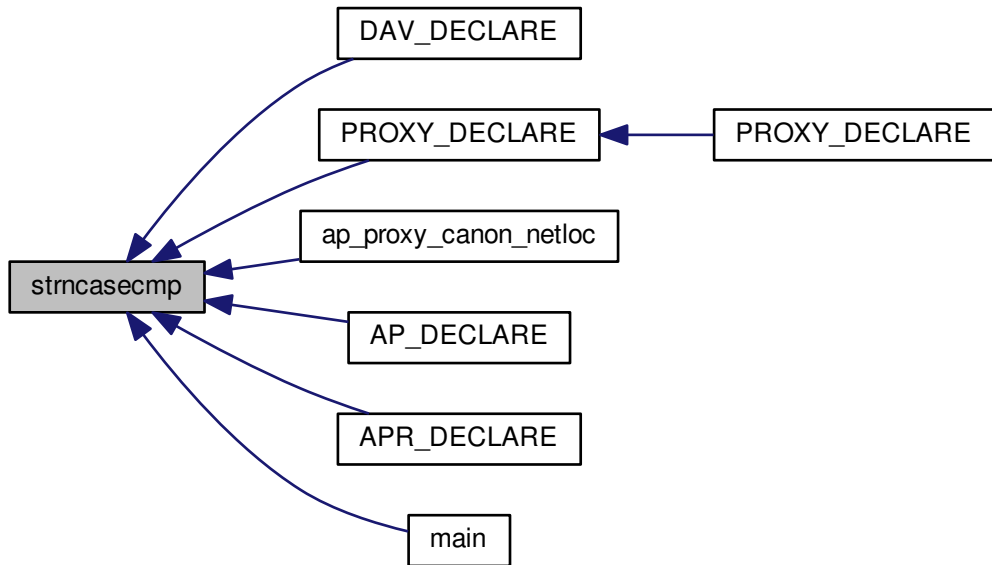 DAV_DECLARE
PROXY_DECLARE
PROXY_DECLARE
ap_proxy_canon_netloc
strncasecmp
AP_DECLARE
APR_DECLARE
main